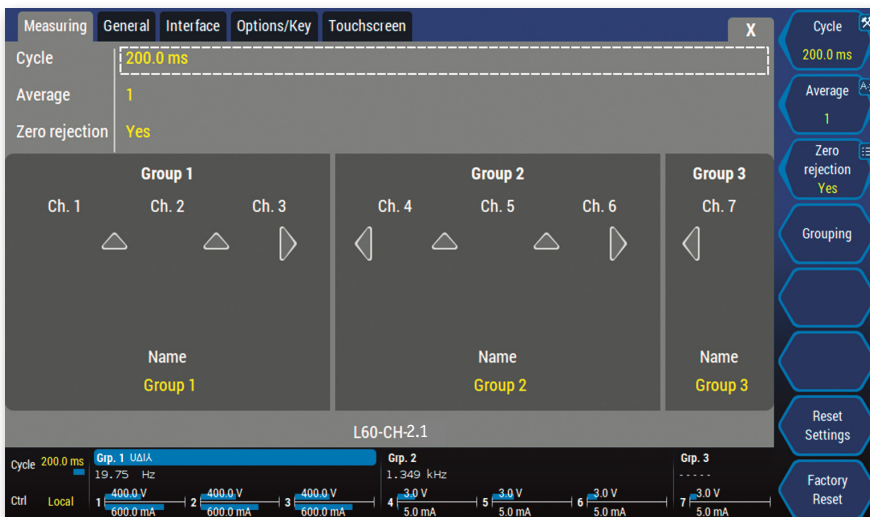 Measuring General Interface Options/Key Touchscreen X
Cycle 200.0 ms
Average 1
Zero rejection Yes
Group 1 Group 2 Group 3
Ch. 1 Ch. 2 Ch. 3 Ch. 4 Ch. 5 Ch. 6 Ch. 7
Name Name Name
Group 1 Group 2 Group 3
L60-CH-2.1
Cycle 200.0 ms
Ctrl Local
Grp. 1 UΔIλ
19.75 Hz
1 400.0 V 600.0 mA
2 400.0 V 600.0 mA
3 400.0 V 600.0 mA
Grp. 2
1.349 kHz
4 3.0 V 5.0 mA
5 3.0 V 5.0 mA
6 3.0 V 5.0 mA
Grp. 3
-----
7 3.0 V 5.0 mA
Cycle
200.0 ms
Average
1
Zero
rejection
Yes
Grouping
Reset
Settings
Factory
Reset